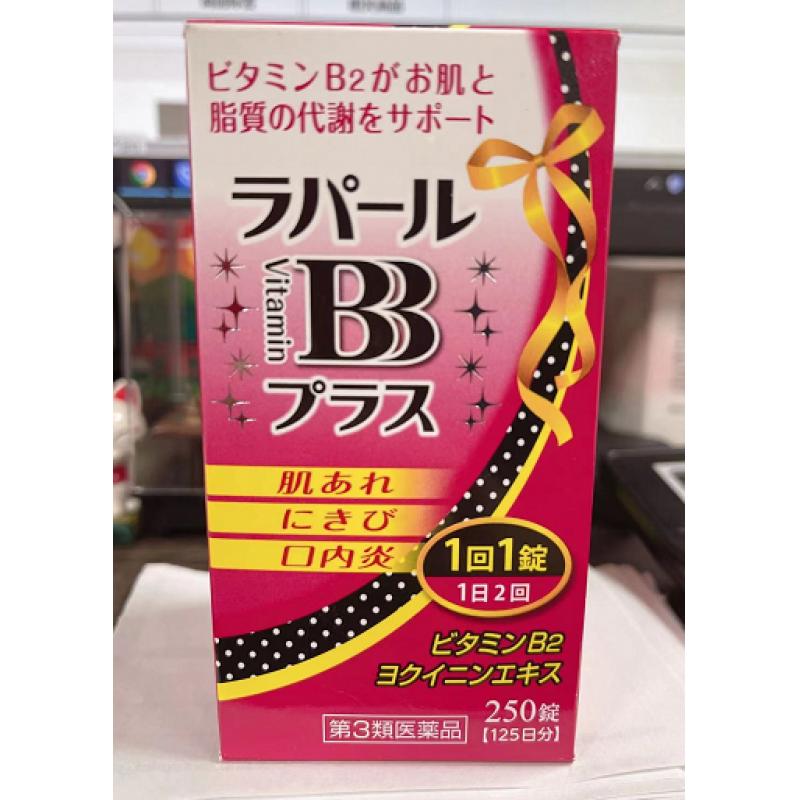 ビタミンB2がお肌と
脂質の代謝をサポート
ラパール
Vitamin
BB
プラス
肌あれ
にきび
口内炎
1回1錠
1日2回
ビタミンB2
ヨクイニンエキス
第3類医薬品
250錠
【125日分】